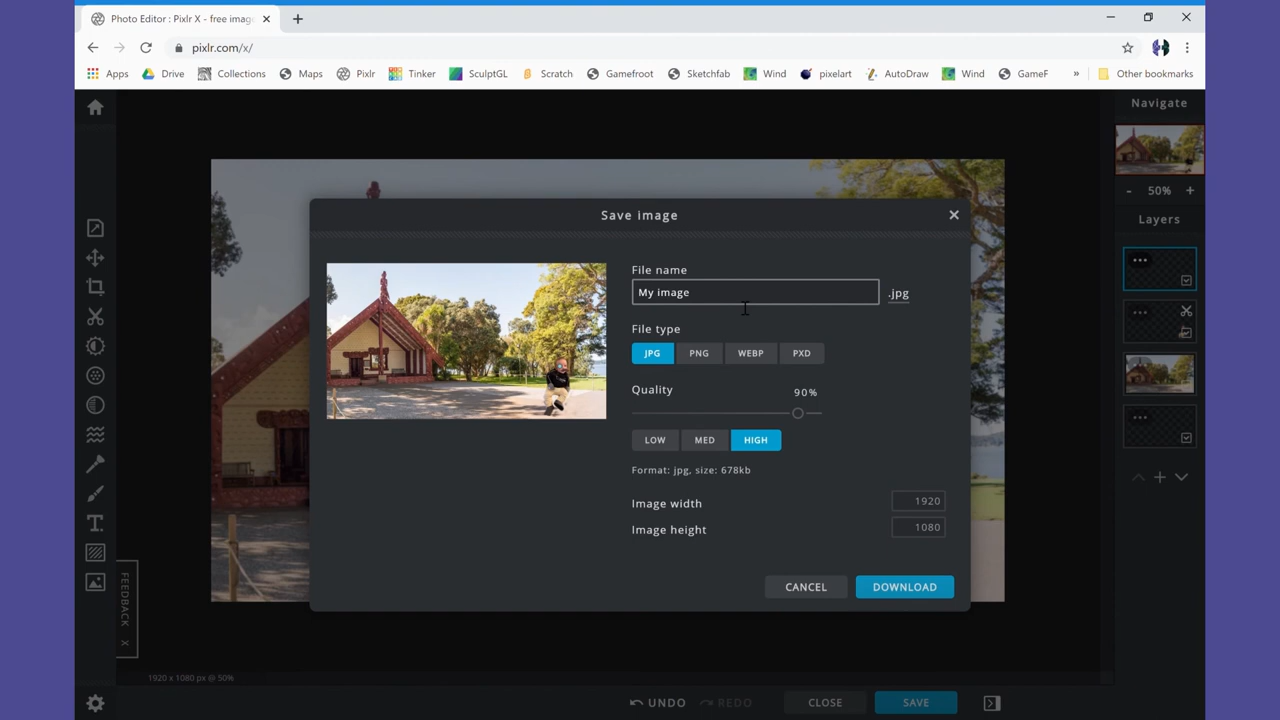 Photo Editor : Pixlr X - free imag
pixlr.com/x/
Apps Drive Collections Maps Pixlr Tinker SculptGL Scratch Gamefroot Sketchfab Wind pixelart AutoDraw Wind GameF » Other bookmarks
Navigate
- 50% +
Layers
Save image
File name
My image .jpg
File type
JPG PNG WEBP PXD
Quality 90%
LOW MED HIGH
Format: jpg, size: 678kb
Image width 1920
Image height 1080
CANCEL DOWNLOAD
FEEDBACK X
1920 x 1080 px @ 50%
UNDO REDO CLOSE SAVE